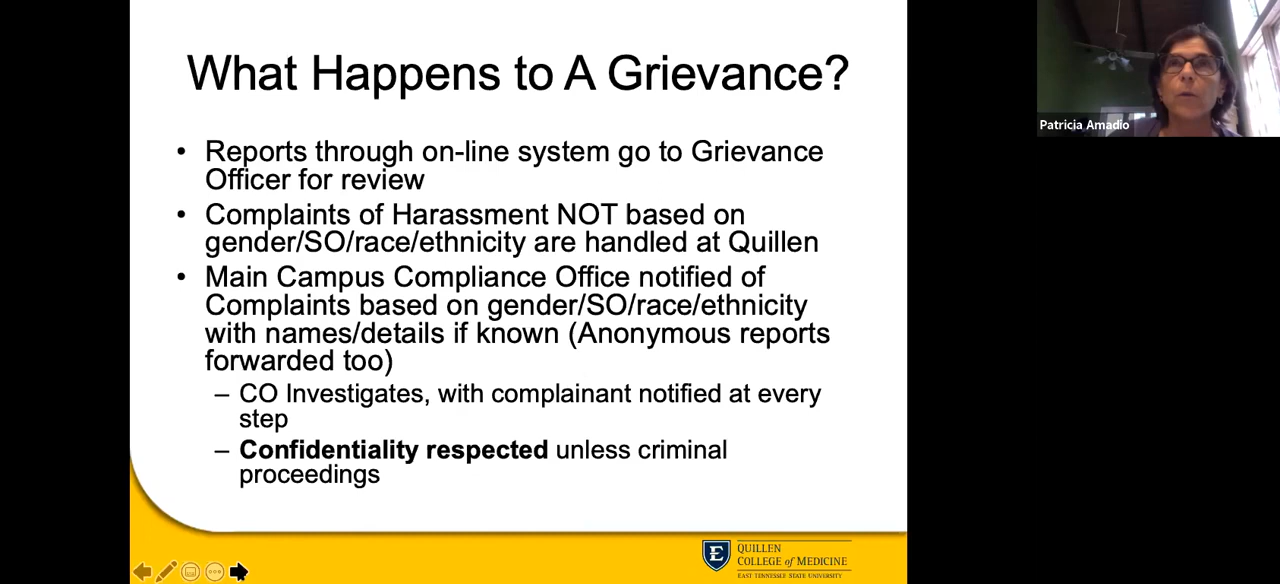 What Happens to A Grievance?
• Reports through on-line system go to Grievance
Officer for review
• Complaints of Harassment NOT based on
gender/SO/race/ethnicity are handled at Quillen
• Main Campus Compliance Office notified of
Complaints based on gender/SO/race/ethnicity
with names/details if known (Anonymous reports
forwarded too)
– CO Investigates, with complainant notified at every
step
– Confidentiality respected unless criminal
proceedings
Patricia Amadio
E
QUILLEN
COLLEGE of MEDICINE
EAST TENNESSEE STATE UNIVERSITY